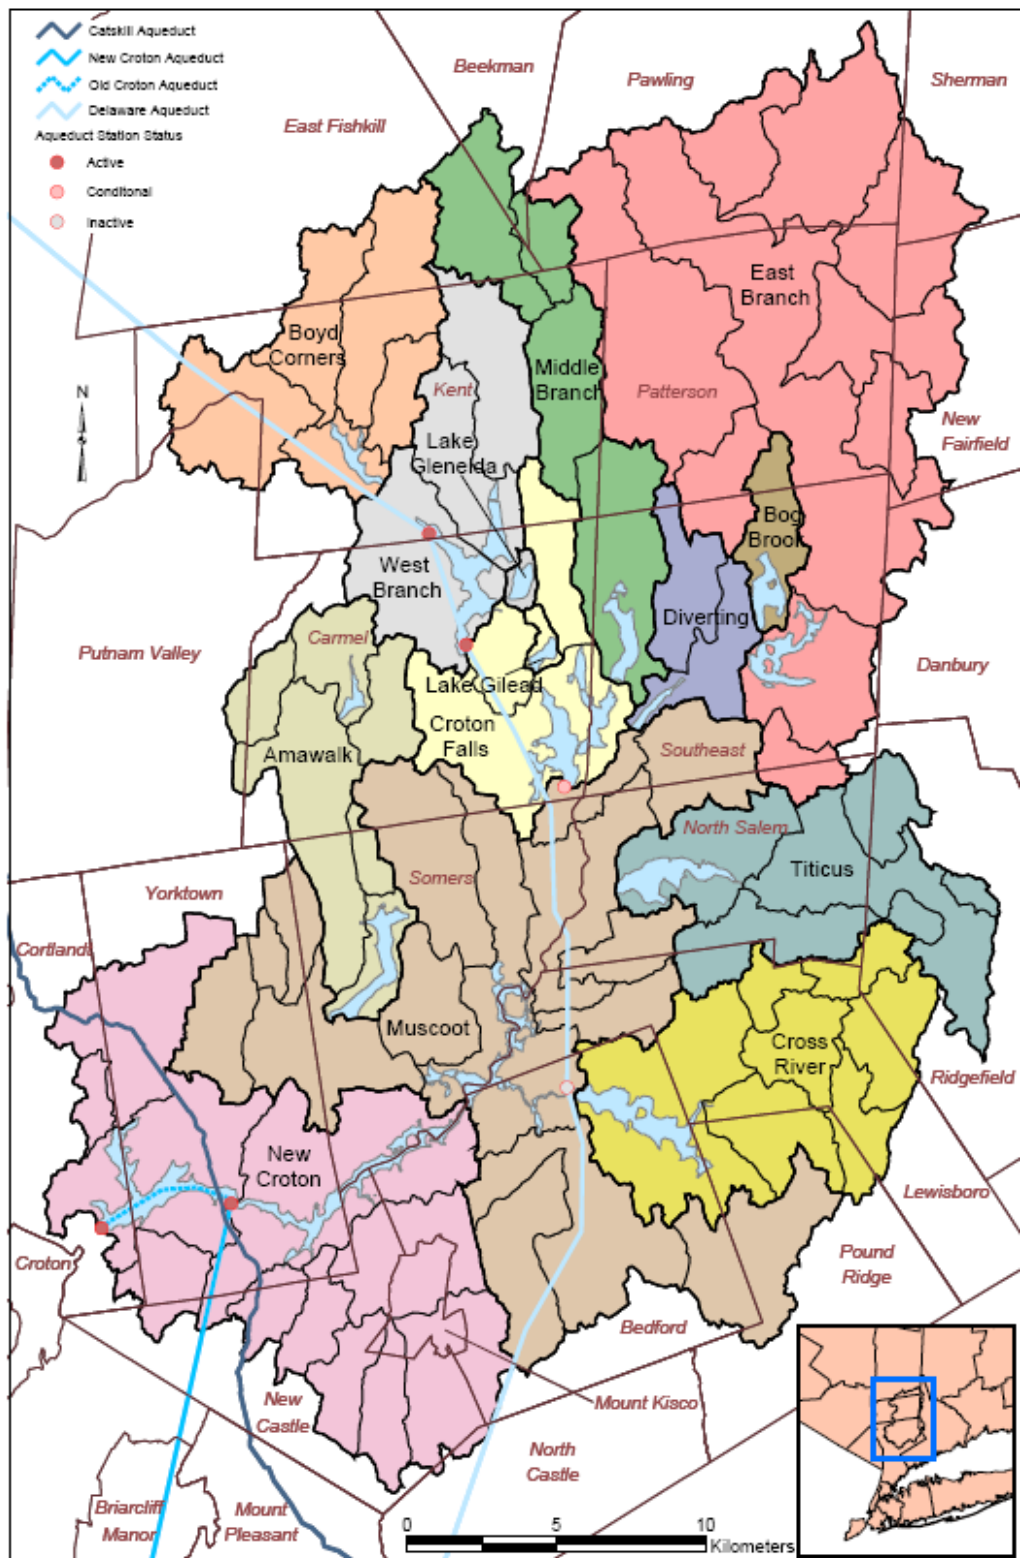 Catskill Aqueduct
New Croton Aqueduct
Old Croton Aqueduct
Delaware Aqueduct
Aqueduct Station Status
Active
Conditonal
Inactive
Beekman
Pawling
Sherman
East Fishkill
East
Branch
Boyd
Corners
Middle
Branch
Kent
Patterson
N
New
Fairfield
Lake
Gleneida
Bog
Brook
West
Branch
Diverting
Carmel
Putnam Valley
Danbury
Lake Gilead
Croton
Falls
Southeast
Amawalk
North Salem
Titicus
Somers
Yorktown
Cortlandt
Muscoot
Cross
River
Ridgefield
New
Croton
Lewisboro
Croton
Pound
Ridge
Bedford
New
Castle
Mount Kisco
North
Castle
Briarcliff
Manor
Mount
Pleasant
0 5 10
Kilometers